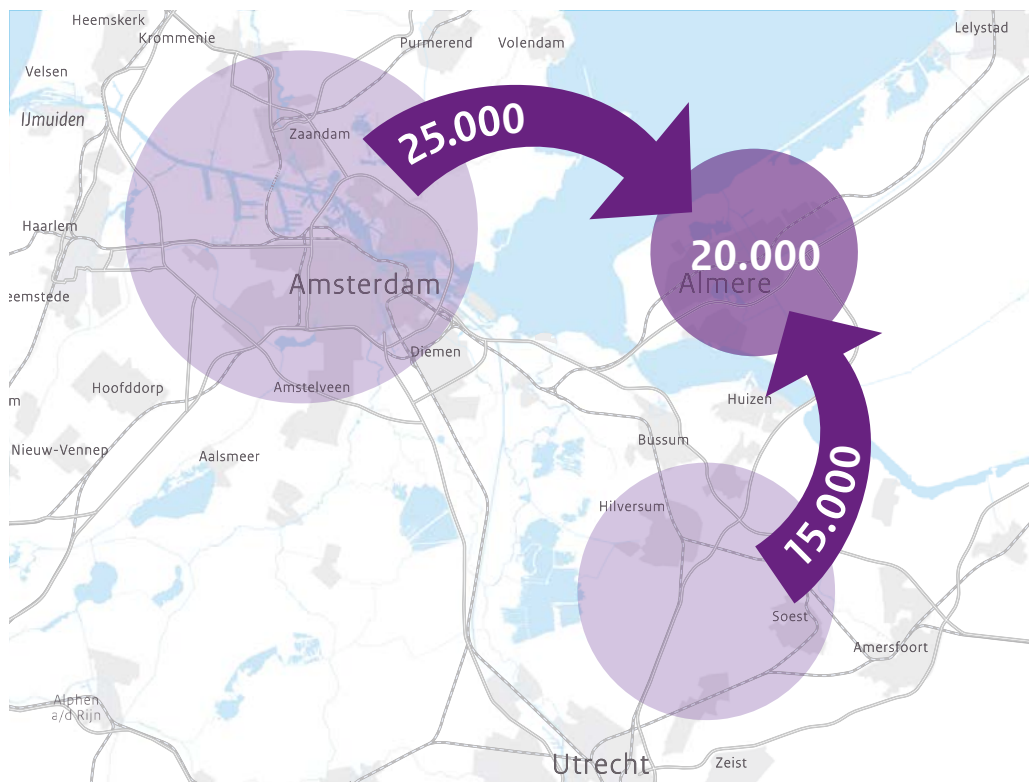 Heemskerk
Krommenie
Purmerend
Volendam
Lelystad
Velsen
IJmuiden
Zaandam
25.000
Haarlem
20.000
Almere
Amsterdam
eemstede
Diemen
Hoofddorp
Amstelveen
Huizen
m
Bussum
Nieuw-Vennep
Aalsmeer
15.000
Hilversum
Soest
Amersfoort
Alphen
a/d Rijn
Utrecht
Zeist